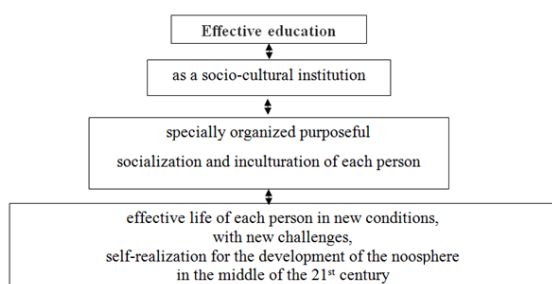 Effective education
as a socio-cultural institution
specially organized purposeful
socialization and inculturation of each person
effective life of each person in new conditions,
with new challenges,
self-realization for the development of the noosphere
in the middle of the 21st century